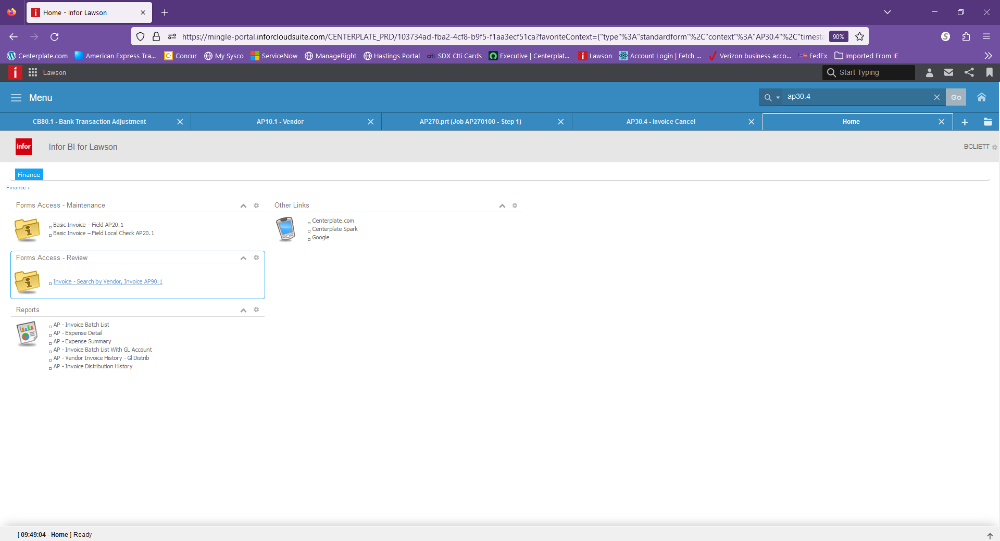 Home - Infor Lawson
https://mingle-portal.inforcloudsuite.com/CENTERPLATE_PRD/103734ad-fba2-4cf8-b9f5-f1aa3ecf51ca?favoriteContext={"type"%3A"standardform"%2C"context"%3A"AP30.4"%2C"timesta
90%
Centerplate.com
American Express Tra...
Concur
My Sysco
ServiceNow
ManageRight
Hastings Portal
citi SDX CIti Cards
Executive | Centerplat...
Lawson
Account Login | Fetch ...
Verizon business acco...
FedEx
Imported From IE
Lawson
Start Typing
Menu
ap30.4
Go
CB80.1 - Bank Transaction Adjustment
AP10.1 - Vendor
AP270.prt (Job AP270100 - Step 1)
AP30.4 - Invoice Cancel
Home
infor
Infor BI for Lawson
BCLIETT
Finance
Finance+
Forms Access - Maintenance
Basic Invoice – Field AP20.1
Basic Invoice – Field Local Check AP20.1
Other Links
Centerplate.com
Centerplate Spark
Google
Forms Access - Review
Invoice - Search by Vendor, Invoice AP90.1
Reports
AP - Invoice Batch List
AP - Expense Detail
AP - Expense Summary
AP - Invoice Batch List With GL Account
AP - Vendor Invoice History - Gl Distrib
AP - Invoice Distribution History
[ 09:49:04 - Home ] Ready